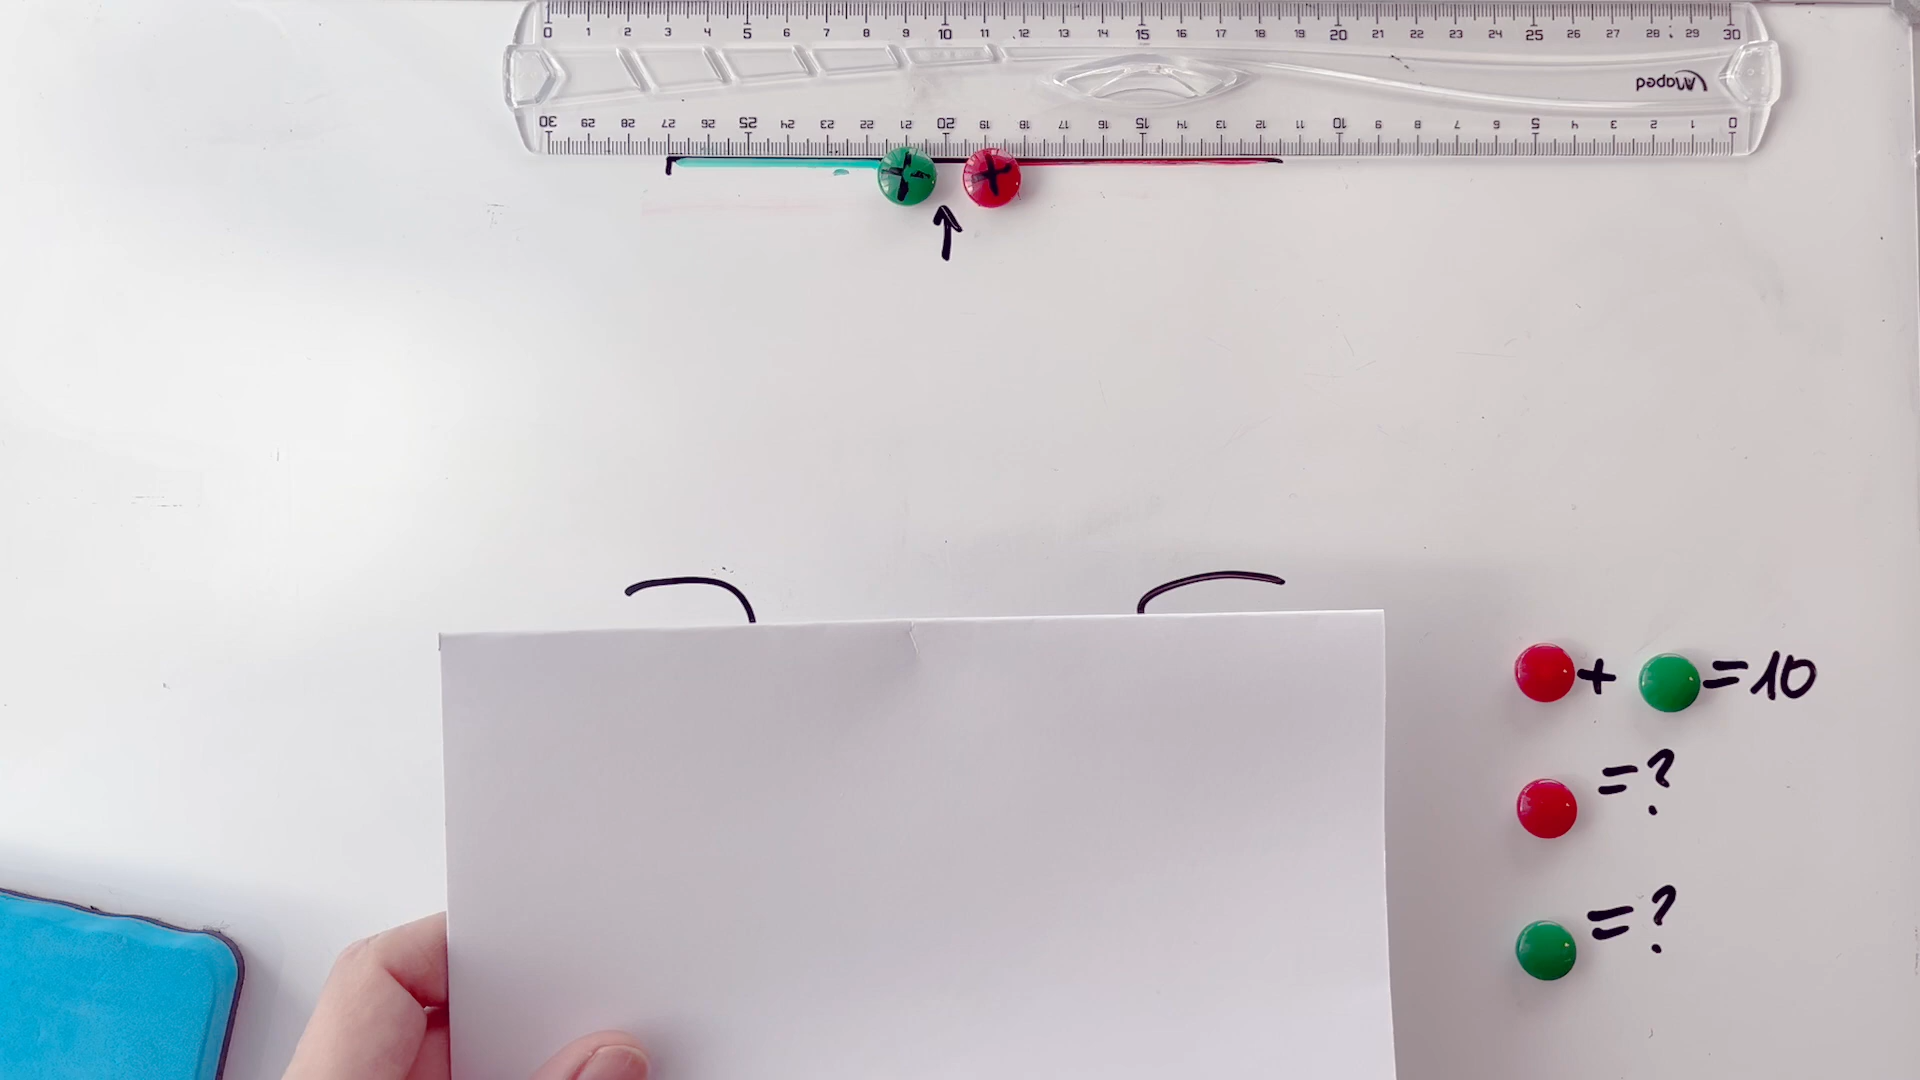 0 1 2 3 4 5 6 7 8 9 10 11 12 13 14 15 16 17 18 19 20 21 22 23 24 25 26 27 28 29 30
Maped
30 29 28 27 26 25 24 23 22 21 20 19 18 17 16 15 14 13 12 11 10 9 8 7 6 5 4 3 2 1 0
+ +
+ = 10
= ?
= ?